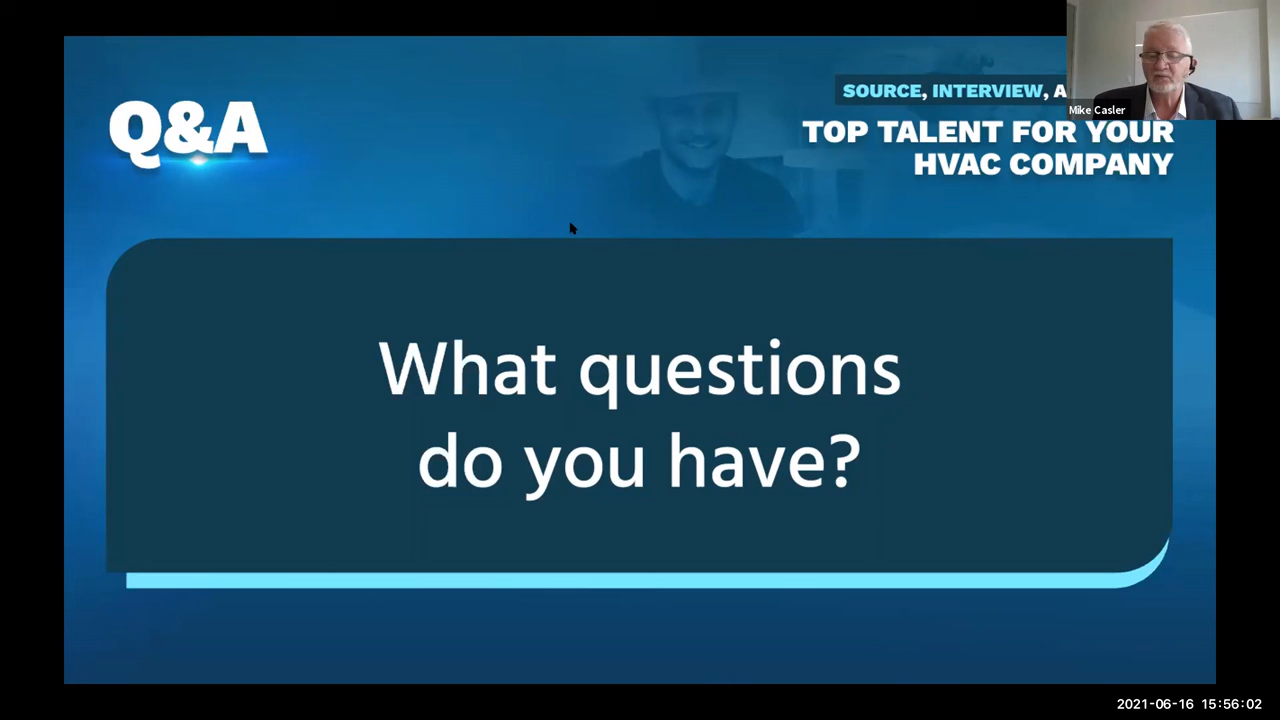 Q&A
SOURCE, INTERVIEW, A
TOP TALENT FOR YOUR
HVAC COMPANY
Mike Casler
What questions
do you have?
2021-06-16 15:56:02